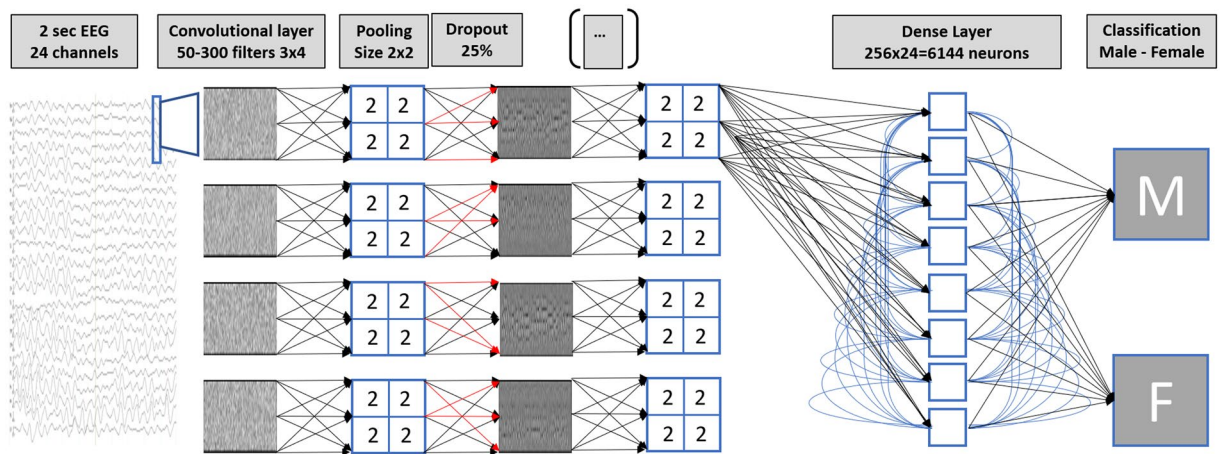 2 sec EEG
24 channels
Convolutional layer
50-300 filters 3x4
Pooling
Size 2x2
Dropout
25%
...
Dense Layer
256x24=6144 neurons
Classification
Male - Female
2 2 2 2
2 2 2 2
2 2 2 2
2 2 2 2
2 2 2 2
2 2 2 2
2 2 2 2
2 2 2 2
M
F